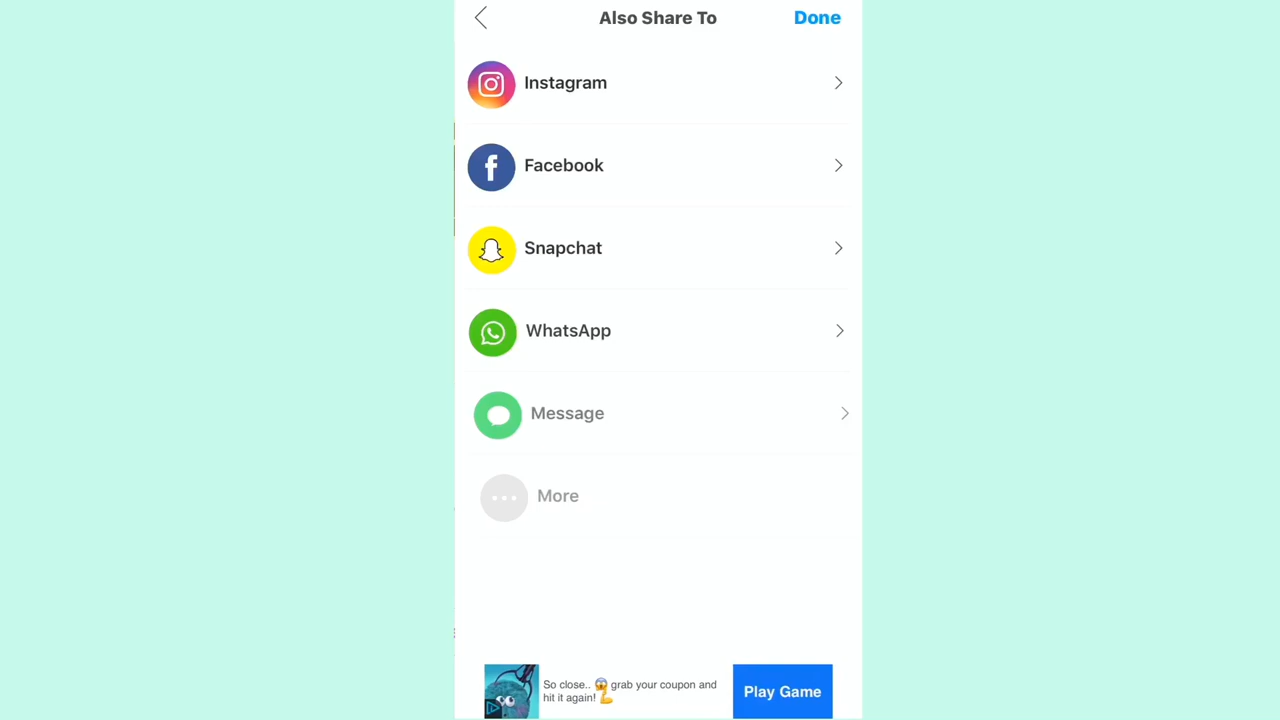 Also Share To
Done
Instagram
Facebook
Snapchat
WhatsApp
Message
More
So close.. 😱 grab your coupon and
hit it again! 💪
Play Game